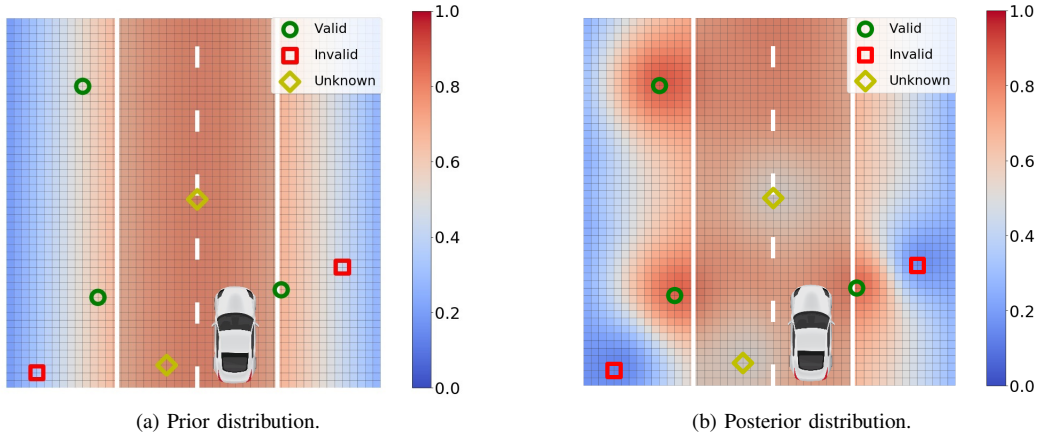 Valid
Invalid
Unknown
1.0
0.8
0.6
0.4
0.2
0.0
(a) Prior distribution.
Valid
Invalid
Unknown
1.0
0.8
0.6
0.4
0.2
0.0
(b) Posterior distribution.